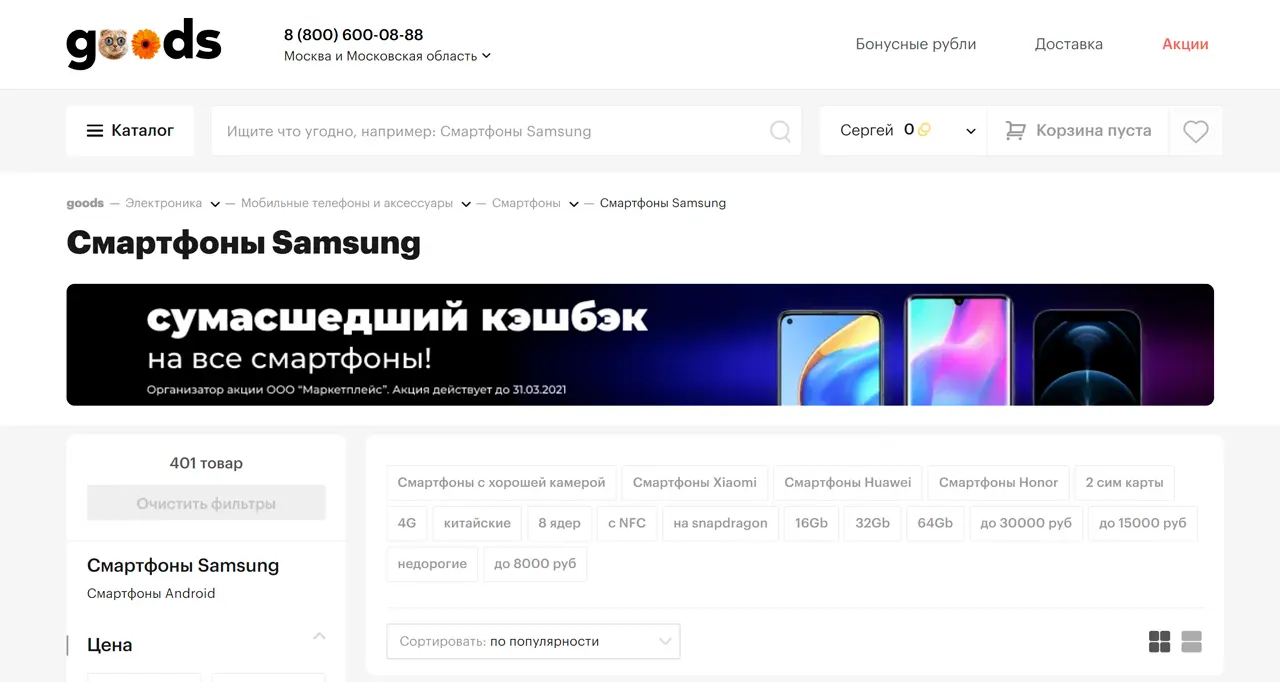 goods
8 (800) 600-08-88
Москва и Московская область
Бонусные рубли
Доставка
Акции
Каталог
Ищите что угодно, например: Смартфоны Samsung
Сергей 0
Корзина пуста
goods — Электроника — Мобильные телефоны и аксессуары — Смартфоны — Смартфоны Samsung
Смартфоны Samsung
сумасшедший кэшбэк
на все смартфоны!
Организатор акции ООО "Маркетплейс". Акция действует до 31.03.2021
401 товар
Очистить фильтры
Смартфоны Samsung
Смартфоны Android
Цена
Смартфоны с хорошей камерой Смартфоны Xiaomi Смартфоны Huawei Смартфоны Honor 2 сим карты
4G китайские 8 ядер с NFC на snapdragon 16Gb 32Gb 64Gb до 30000 руб до 15000 руб
недорогие до 8000 руб
Сортировать: по популярности